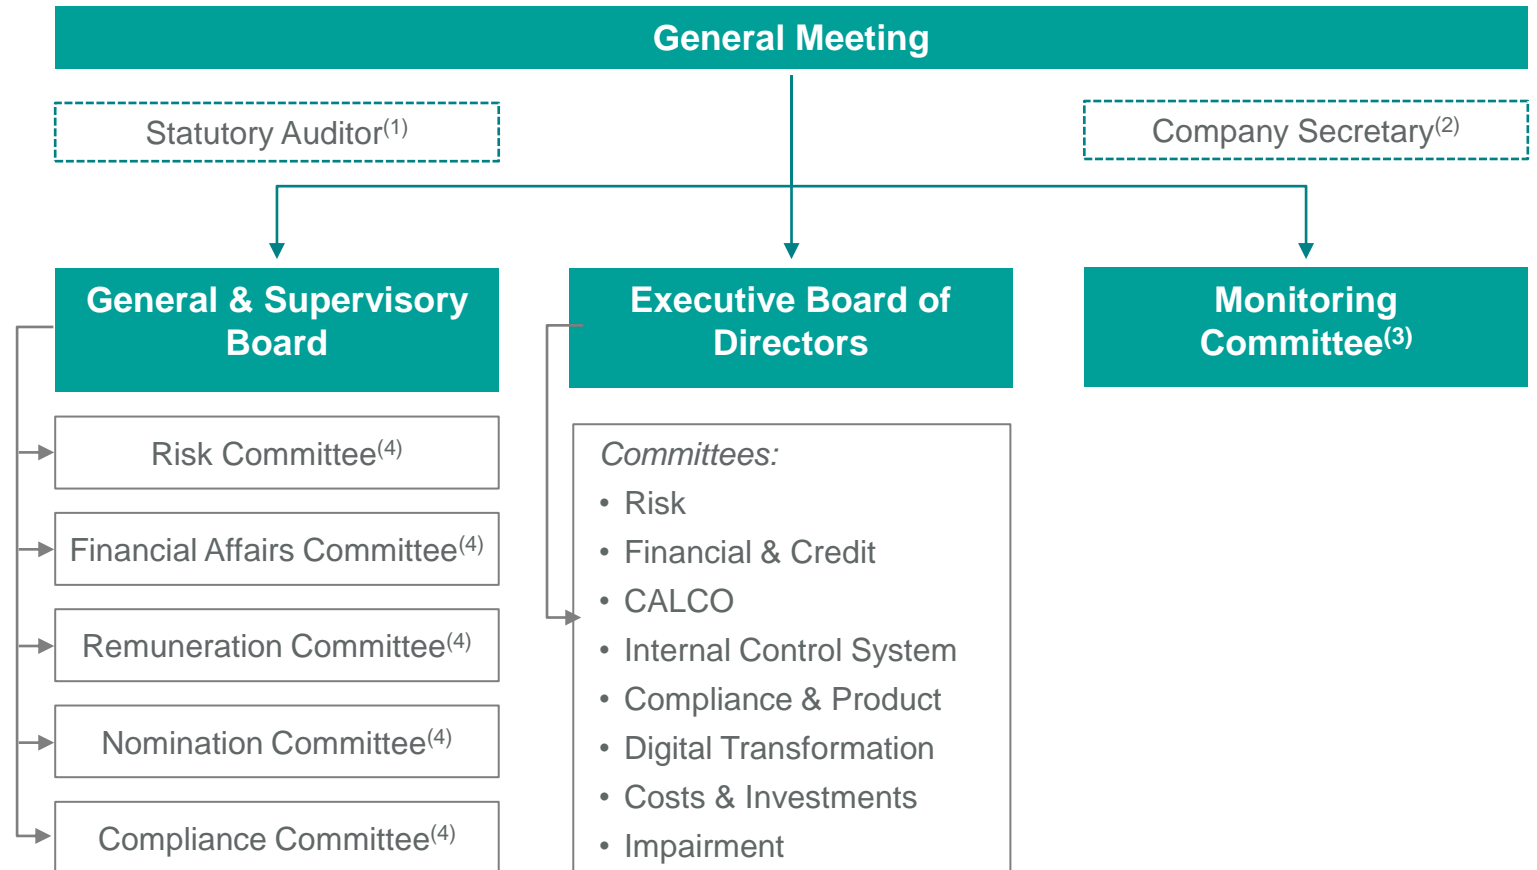 General Meeting
Statutory Auditor(1)
Company Secretary(2)
General & Supervisory
Board
Executive Board of
Directors
Monitoring
Committee(3)
Risk Committee(4)
Financial Affairs Committee(4)
Remuneration Committee(4)
Nomination Committee(4)
Compliance Committee(4)
Committees:
• Risk
• Financial & Credit
• CALCO
• Internal Control System
• Compliance & Product
• Digital Transformation
• Costs & Investments
• Impairment